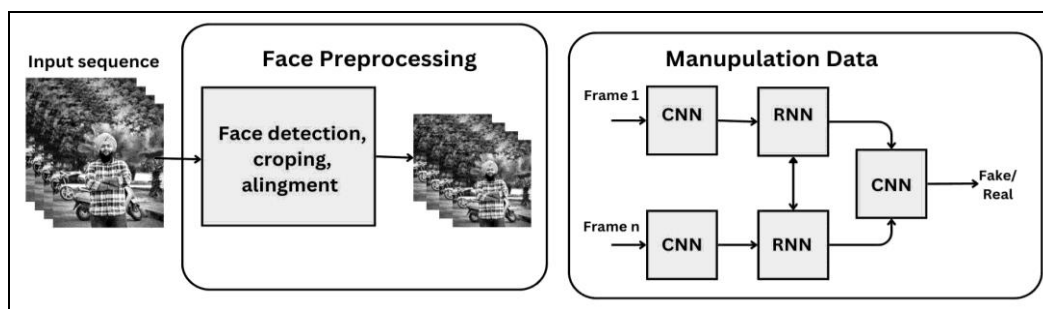 Input sequence
Face Preprocessing
Face detection,
croping,
alingment
Manupulation Data
Frame 1
CNN
RNN
CNN
Fake/
Real
Frame n
CNN
RNN